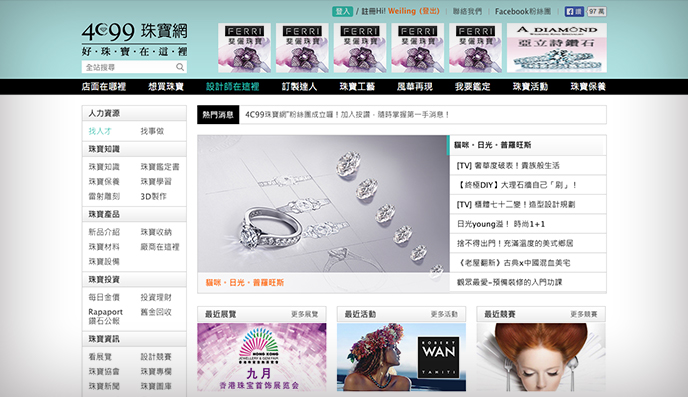 登入 / 註冊Hi! Weiling (登出) | 聯絡我們 | Facebook粉絲團 讚 97 萬
4C99 珠寶網
好·珠·寶·在·這·裡
全站搜尋
FERRI 斐儷珠寶 FERRI 斐儷珠寶 FERRI 斐儷珠寶 FERRI 斐儷珠寶 FERRI 斐儷珠寶 A DIAMOND 亞立詩鑽石
店面在哪裡 想買珠寶 設計師在這裡 訂製達人 珠寶工藝 風華再現 我要鑑定 珠寶活動 珠寶保養
人力資源
找人才 找事做
珠寶知識
珠寶知識 珠寶鑑定書
珠寶保養 珠寶學習
雷射雕刻 3D製作
珠寶產品
新品介紹 珠寶收納
珠寶材料 廠商在這裡
珠寶設備
珠寶投資
每日金價 投資理財
Rapaport 鑽石公報 舊金回收
珠寶資訊
看展覽 設計競賽
珠寶協會 珠寶專欄
珠寶新聞 珠寶圖庫
熱門消息 4C99珠寶網"粉絲團成立囉！加入按讚，隨時掌握第一手消息！
貓咪·日光·普羅旺斯
貓咪·日光·普羅旺斯
[TV] 奢華度破表！貴族般生活
【終極DIY】大理石牆自己「刷」！
[TV] 櫃體七十二變！造型設計規劃
日光young溢！ 時尚1+1
捨不得出門！充滿溫度的美式鄉居
《老屋翻新》古典x中國混血美宅
觀眾最愛-預備裝修的入門功課
最近展覽 更多展覽
HONG KONG
JEWELLERY & GEM FAIR
九月
香港珠寶首飾展覽会
最近活動 更多活動
ROBERT
WAN
TAHITI
最近競賽 更多競賽